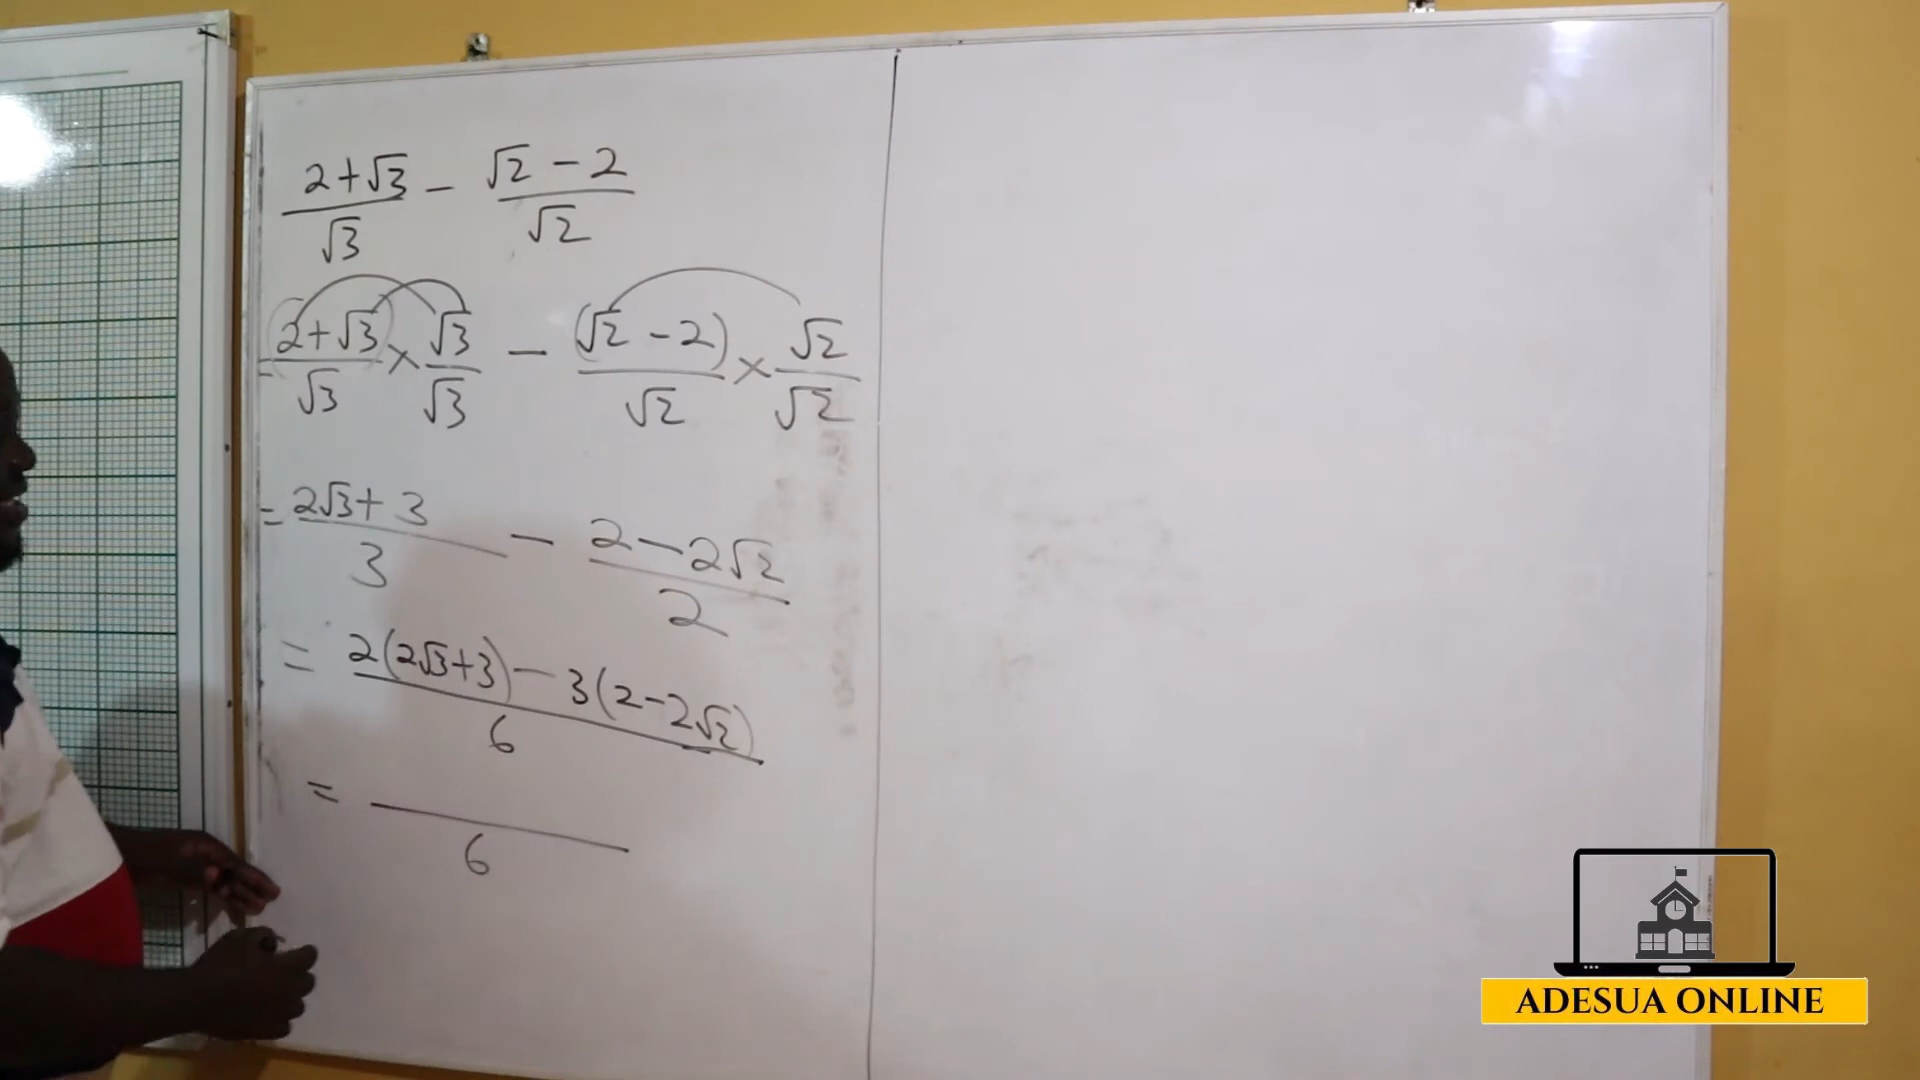 (2+√3)/√3 - (√2 - 2)/√2
= (2+√3)/√3 × √3/√3 - (√2 - 2)/√2 × √2/√2
= (2√3+3)/3 - (2-2√2)/2
= (2(2√3+3) - 3(2-2√2))/6
= /6
ADESUA ONLINE